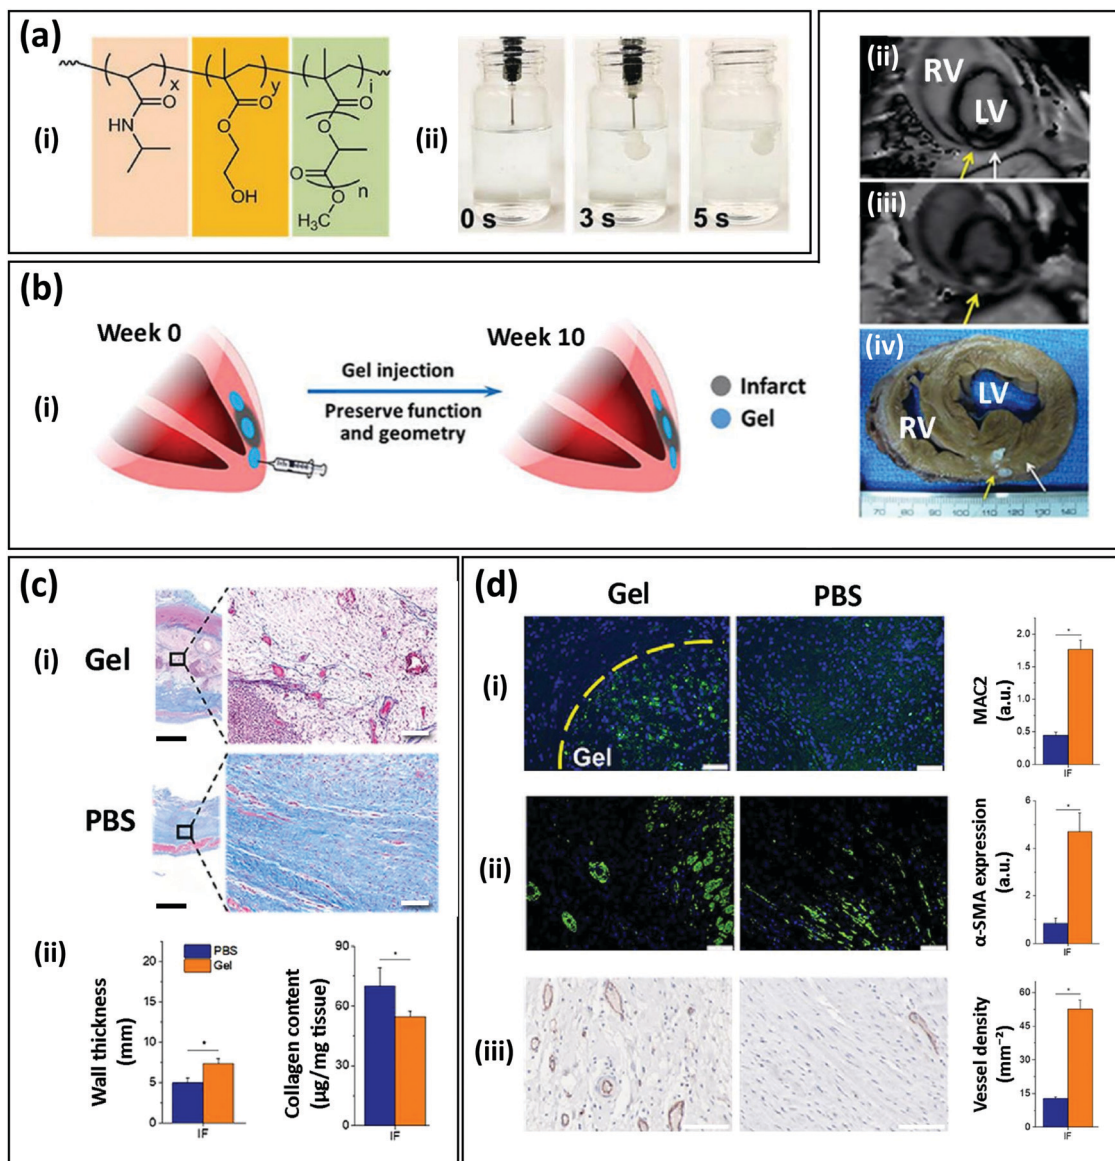 (a)
(i)
x
y
i
O
O
O
HN
O
O
O
n
OH
O
H₃C
(ii)
0 s
3 s
5 s
(b)
(i)
Week 0
Gel injection
Preserve function
and geometry
Week 10
Infarct
Gel
(ii)
RV
LV
(iii)
(iv)
LV
RV
70 80 90 100 110 120 130 140
(c)
(i)
Gel
PBS
(ii)
PBS
Gel
Wall thickness
(mm)
20
15
10
5
0
*
IF
Collagen content
(µg/mg tissue)
90
60
30
0
*
IF
(d)
Gel
PBS
(i)
Gel
MAC2
(a.u.)
2.0
1.5
1.0
0.5
0.0
*
IF
(ii)
α-SMA expression
(a.u.)
6
4
2
0
*
IF
(iii)
Vessel density
(mm⁻²)
60
45
30
15
0
*
IF